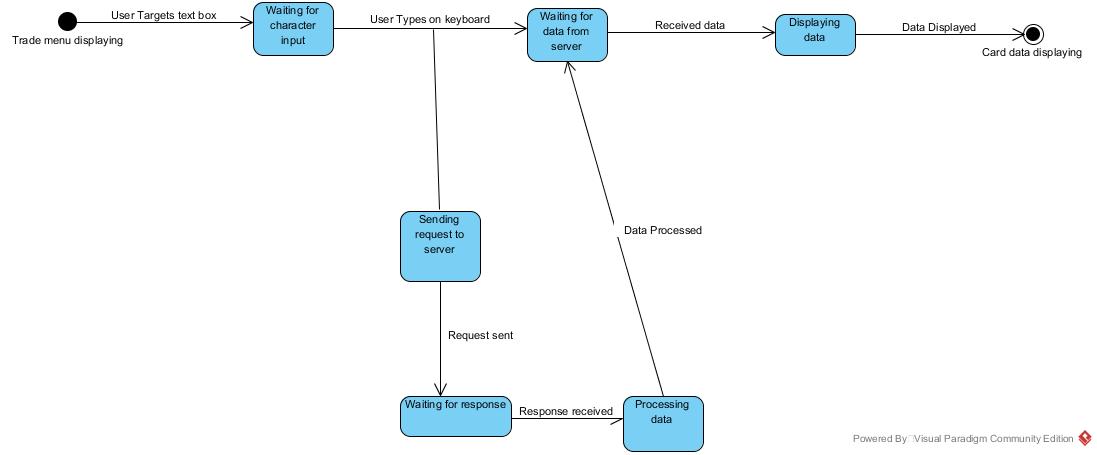 User Targets text box
Trade menu displaying
Waiting for
character
input
User Types on keyboard
Waiting for
data from
server
Received data
Displaying
data
Data Displayed
Card data displaying
Sending
request to
server
Data Processed
Request sent
Waiting for response
Response received
Processing
data
Powered By Visual Paradigm Community Edition